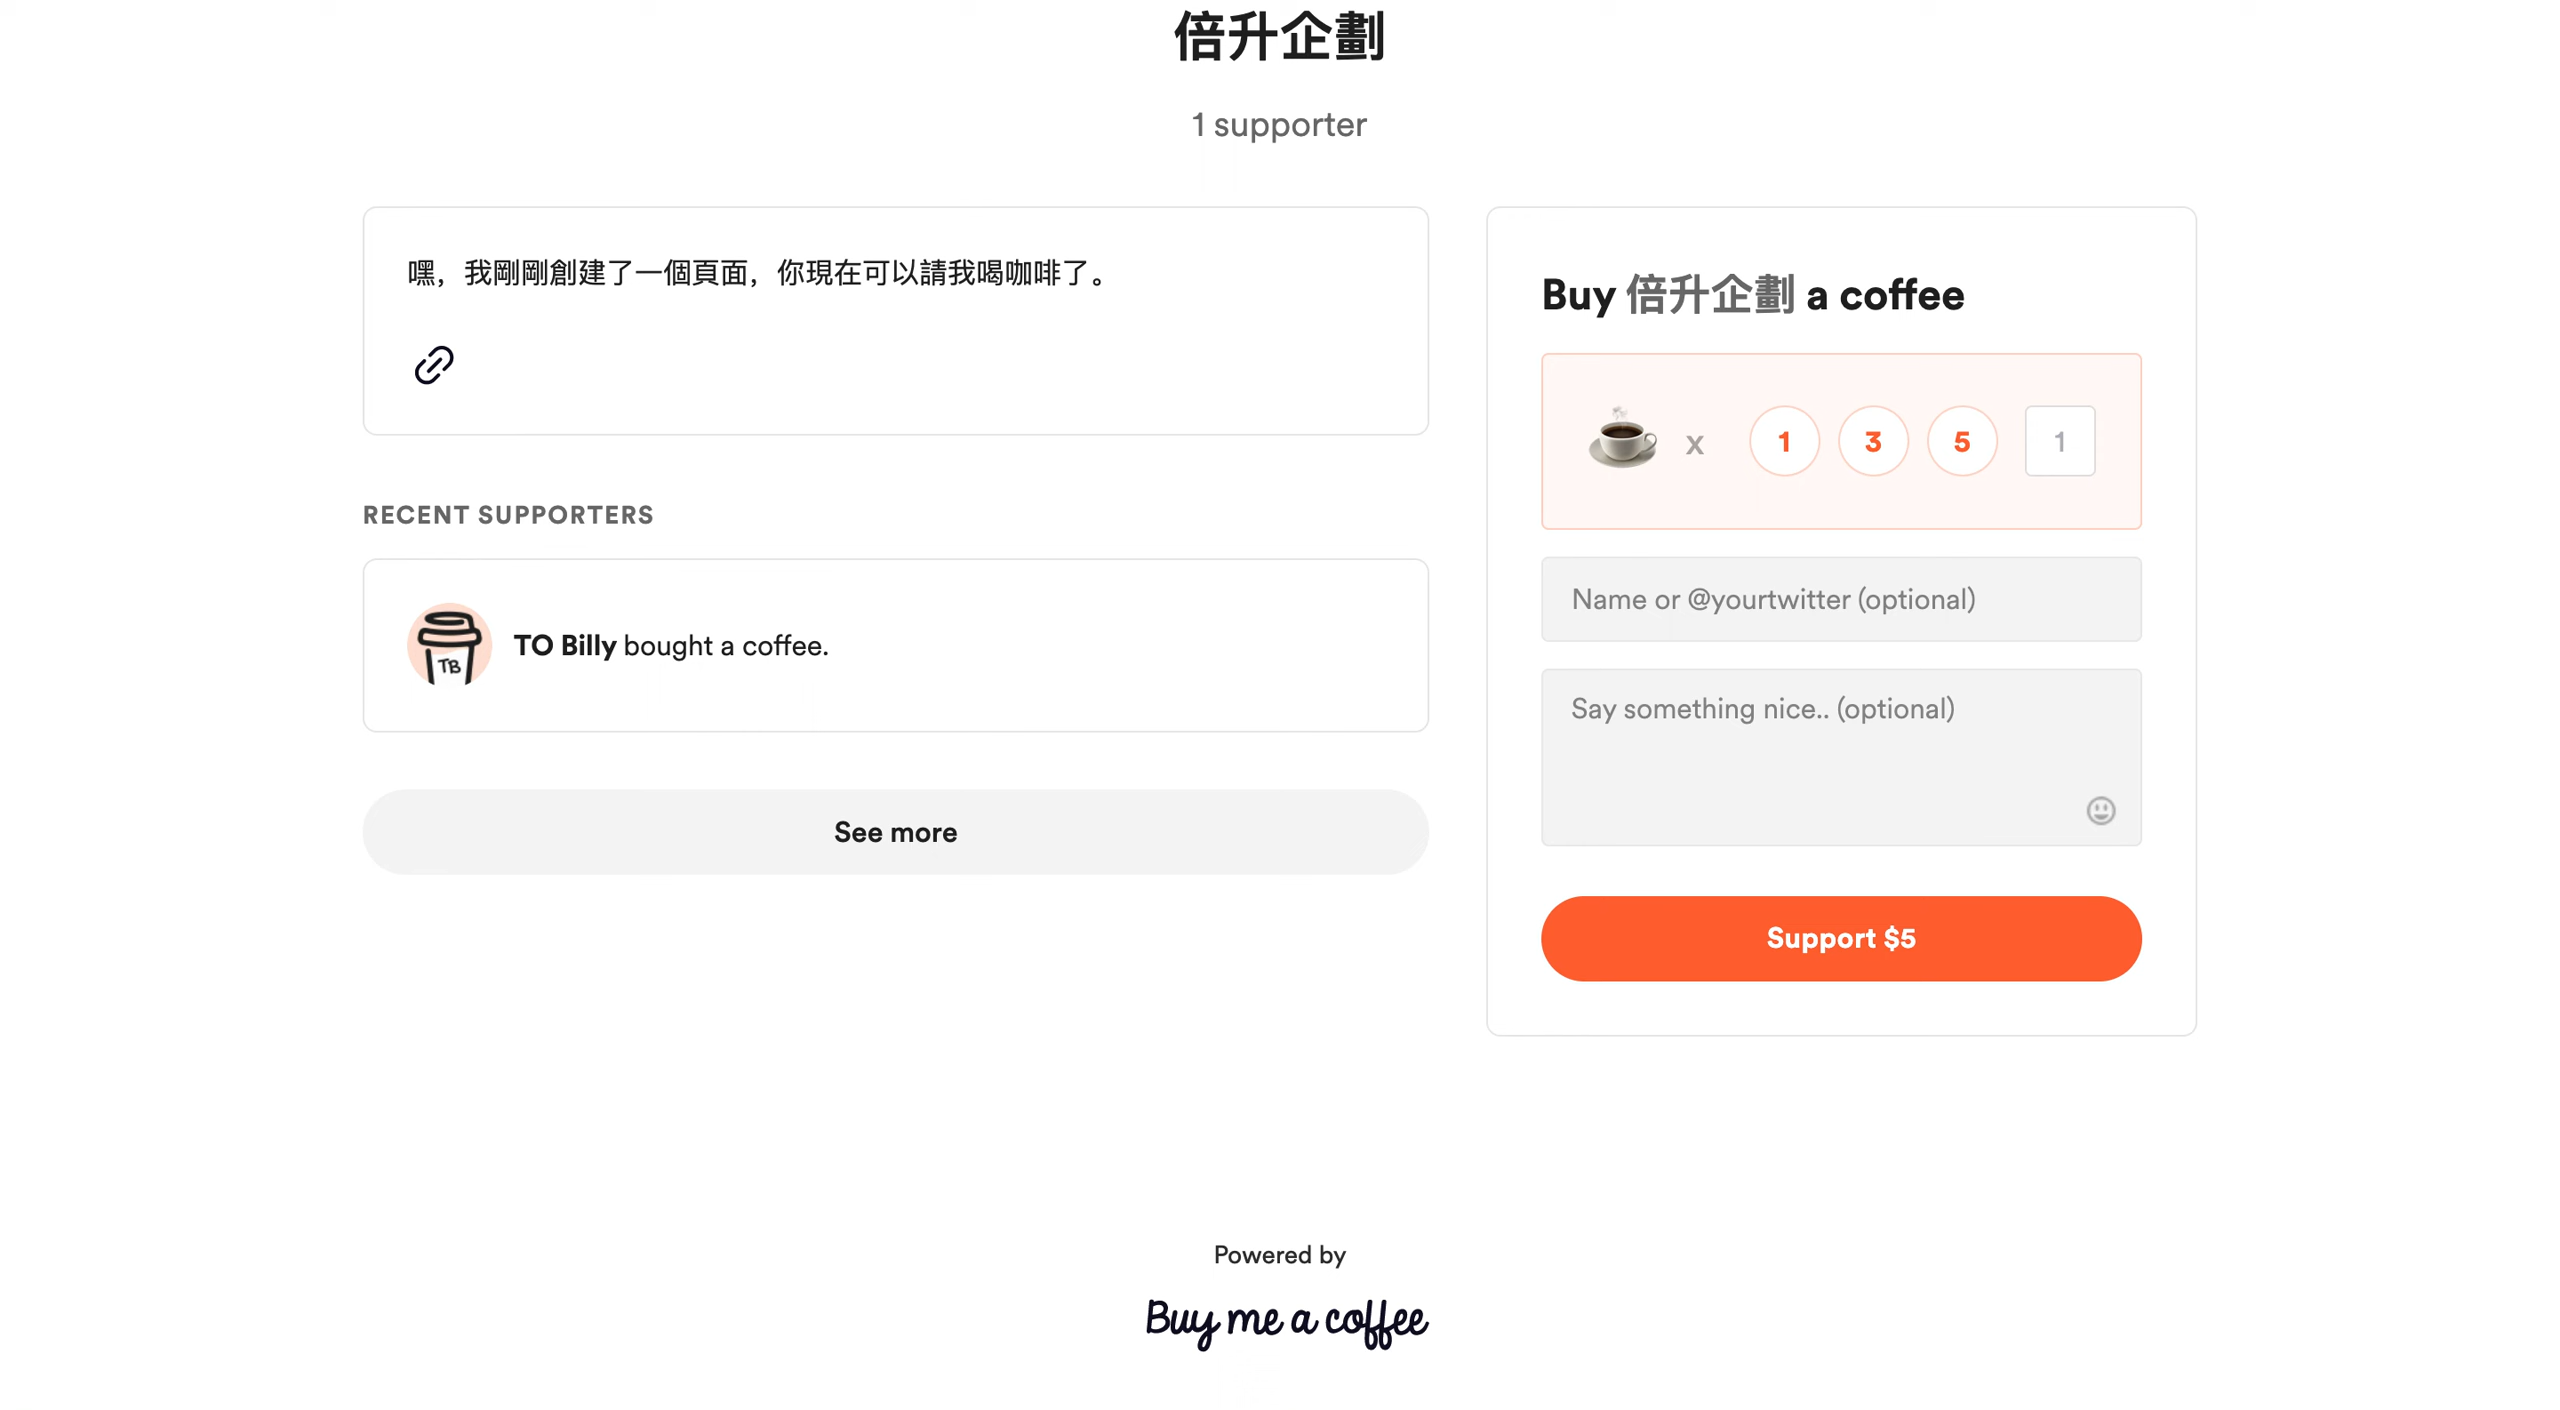 倍升企劃
1 supporter
嘿，我剛剛創建了一個頁面，你現在可以請我喝咖啡了。
RECENT SUPPORTERS
TB
TO Billy bought a coffee.
See more
Buy 倍升企劃 a coffee
x 1 3 5 1
Name or @yourtwitter (optional)
Say something nice.. (optional)
Support $5
Powered by
Buy me a coffee